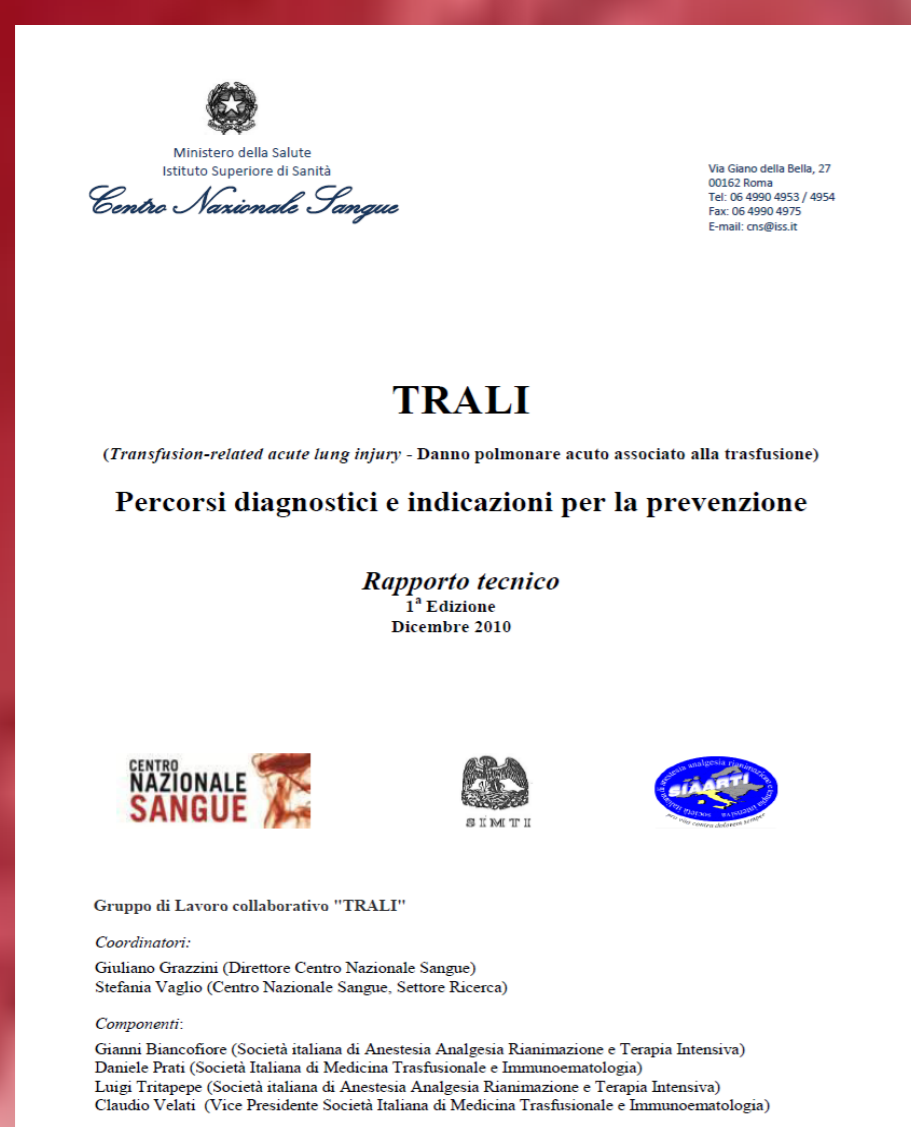 Ministero della Salute
Istituto Superiore di Sanità
Centro Nazionale Sangue
Via Giano della Bella, 27
00162 Roma
Tel: 06 4990 4953 / 4954
Fax: 06 4990 4975
E-mail: cns@iss.it
TRALI
(Transfusion-related acute lung injury - Danno polmonare acuto associato alla trasfusione)
Percorsi diagnostici e indicazioni per la prevenzione
Rapporto tecnico
1ª Edizione
Dicembre 2010
CENTRO
NAZIONALE
SANGUE
SIMTI
SIAARTI
Gruppo di Lavoro collaborativo "TRALI"
Coordinatori:
Giuliano Grazzini (Direttore Centro Nazionale Sangue)
Stefania Vaglio (Centro Nazionale Sangue, Settore Ricerca)
Componenti:
Gianni Biancofiore (Società italiana di Anestesia Analgesia Rianimazione e Terapia Intensiva)
Daniele Prati (Società Italiana di Medicina Trasfusionale e Immunoematologia)
Luigi Tritapepe (Società italiana di Anestesia Analgesia Rianimazione e Terapia Intensiva)
Claudio Velati (Vice Presidente Società Italiana di Medicina Trasfusionale e Immunoematologia)